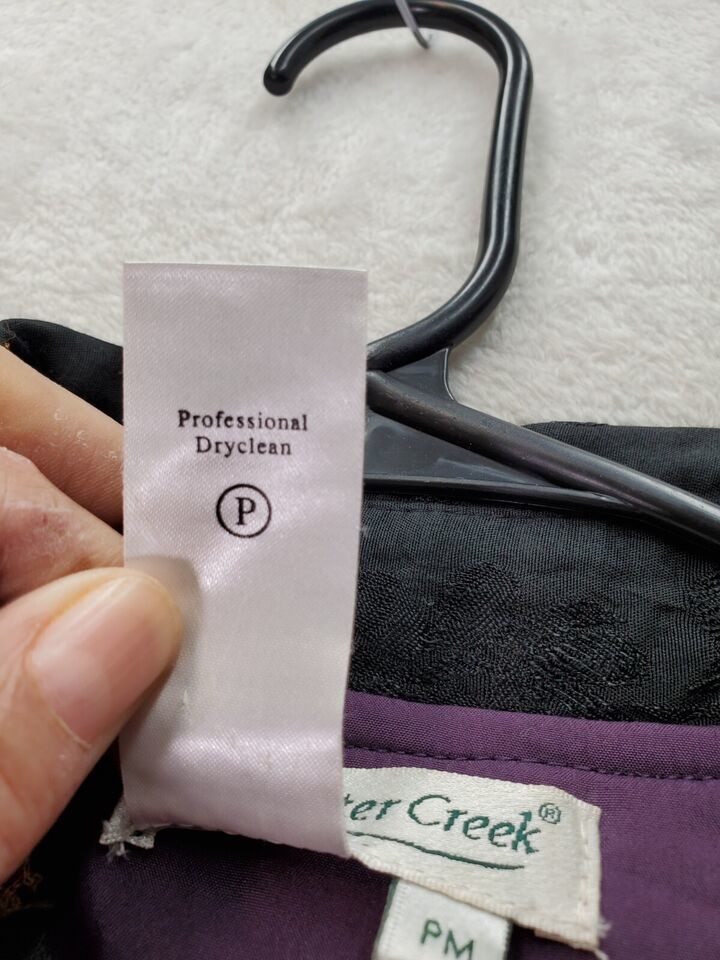 Professional
Dryclean
P
ter Creek®
PM